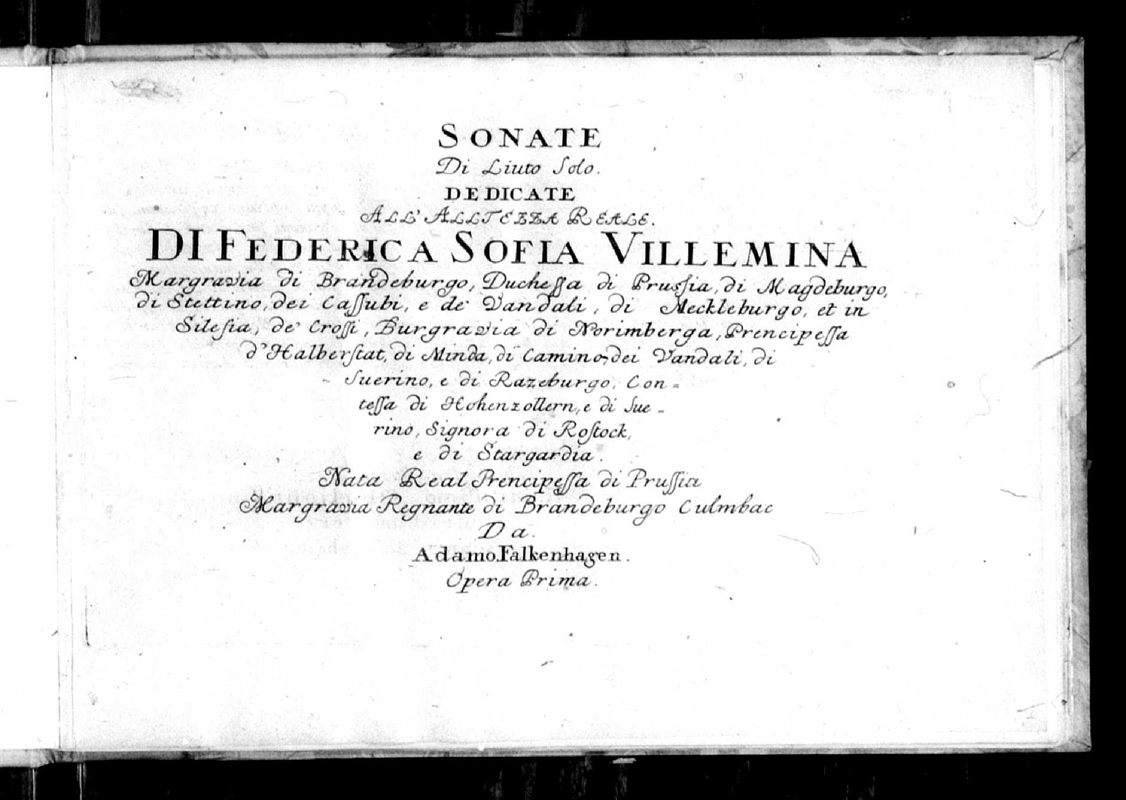 SONATE
Di Liuto Solo.
DEDICATE
ALL' ALLTEZZA REALE.
DI FEDERICA SOFIA VILLEMINA
Margravia di Brandeburgo, Duchessa di Prussia, di Magdeburgo,
di Stettino, dei Cassubi, e de' Vandali, di Meckleburgo, et in
Silesia, de' Crossi, Burgravia di Norimberga, Prencipessa
d'Halberstat, di Minda, di Camino, dei Vandali, di
Suerino, e di Razeburgo, Con=
tessa di Hohenzollern, e di Sue-
rino, Signora di Rostock,
e di Stargardia.
Nata Real Prencipessa di Prussia
Margravia Regnante di Brandeburgo Culmbac
Da.
Adamo Falkenhagen.
Opera Prima.